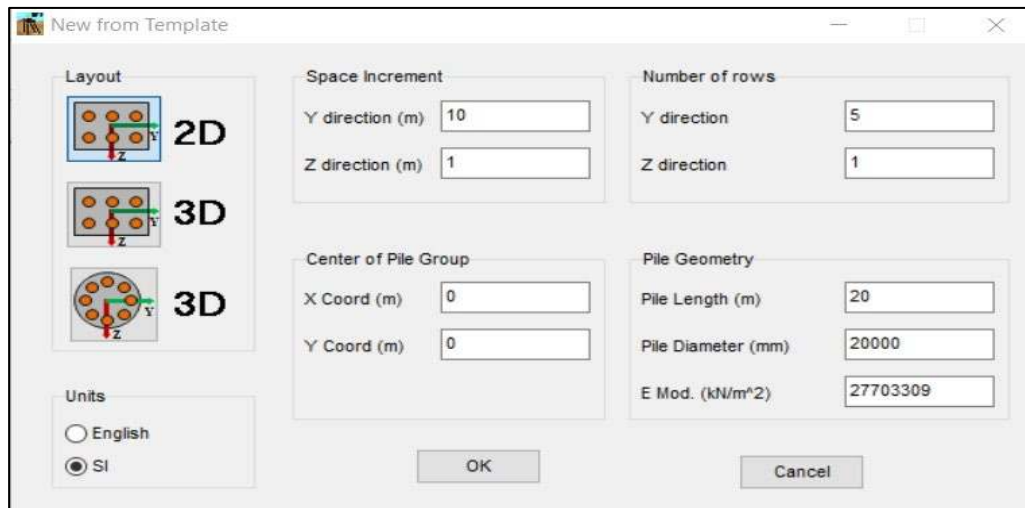 New from Template
Layout
2D
Y
Z
3D
Y
Z
3D
Y
Z
Units
English
SI
Space Increment
Y direction (m) 10
Z direction (m) 1
Number of rows
Y direction 5
Z direction 1
Center of Pile Group
X Coord (m) 0
Y Coord (m) 0
Pile Geometry
Pile Length (m) 20
Pile Diameter (mm) 20000
E Mod. (kN/m^2) 27703309
OK
Cancel